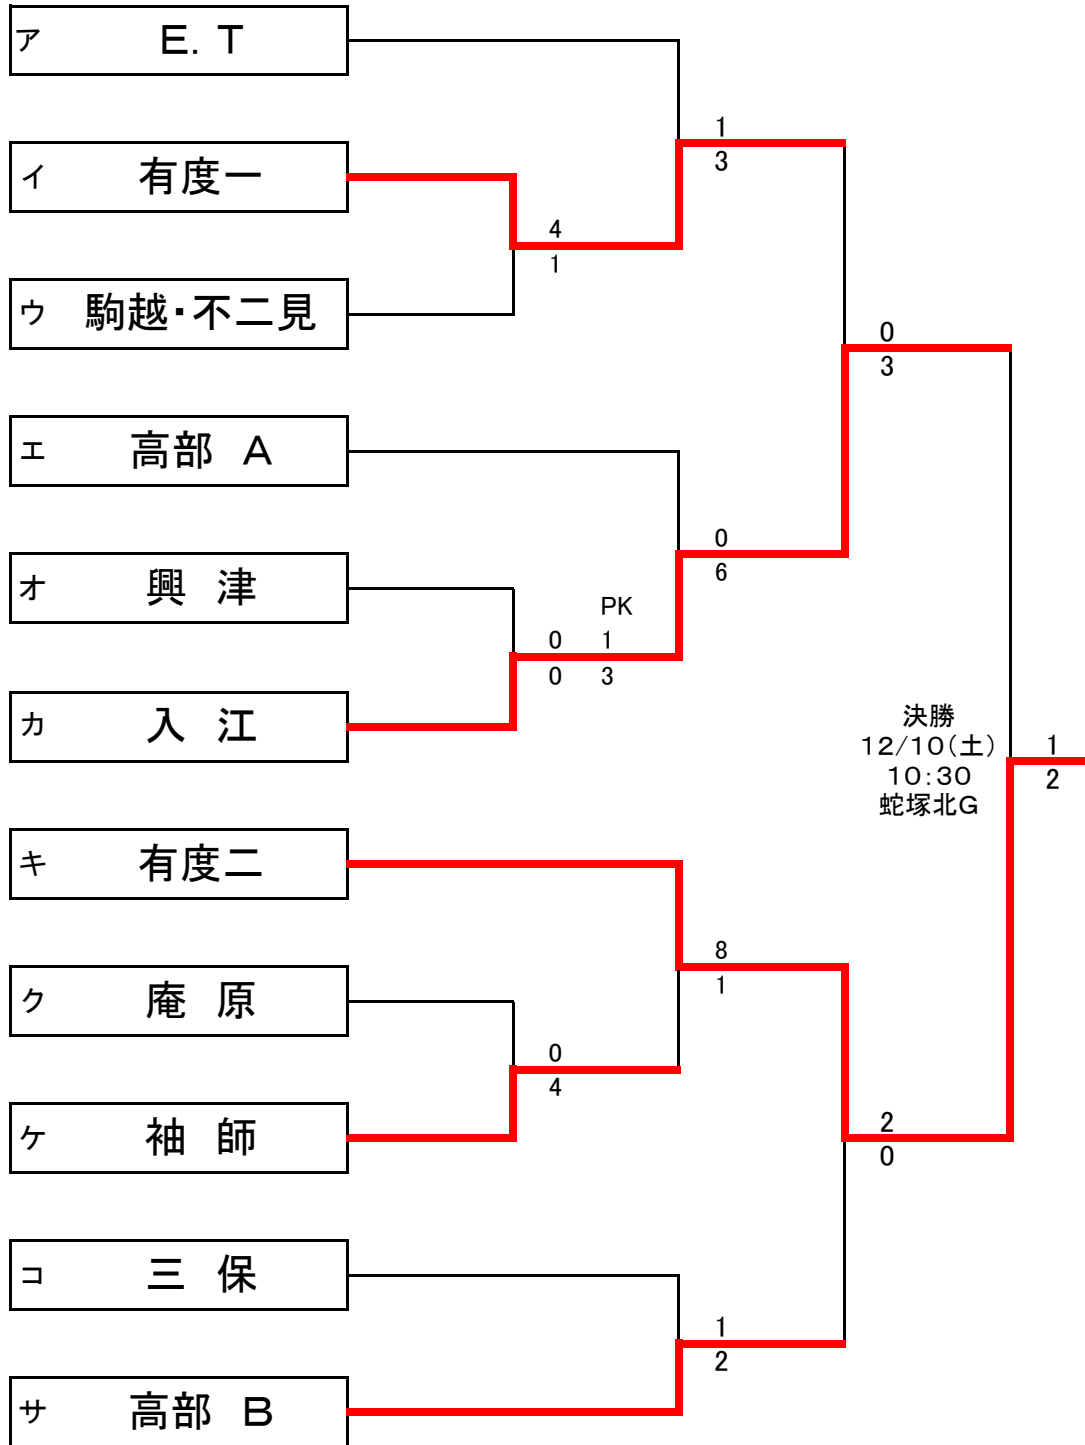 ア E. T
1
3
イ 有度一
4
1
ウ 駒越・不二見
0
3
エ 高部 A
0
6
オ 興 津
PK
0 1
0 3
カ 入 江
決勝
12/10(土)
10:30
蛇塚北G
1
2
キ 有度二
8
1
ク 庵 原
0
4
ケ 袖 師
2
0
コ 三 保
1
2
サ 高部 B